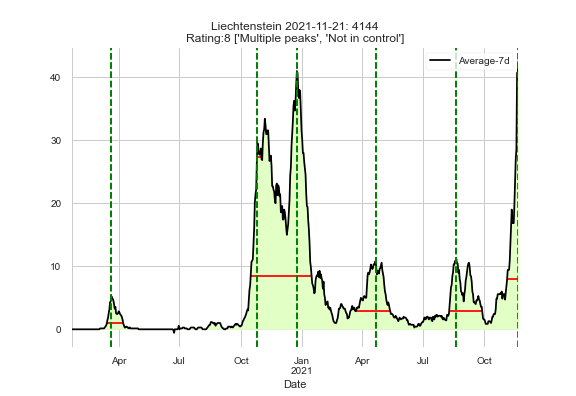 Liechtenstein 2021-11-21: 4144
Rating:8 ['Multiple peaks', 'Not in control']
Average-7d
40
30
20
10
0
Apr Jul Oct Jan Apr Jul Oct
2021
Date